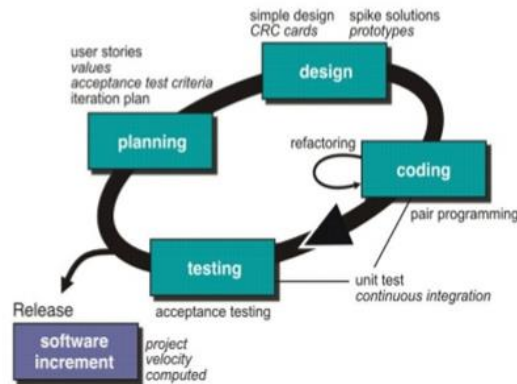 simple design
CRC cards
spike solutions
prototypes
user stories
values
acceptance test criteria
iteration plan
design
planning
refactoring
coding
pair programming
testing
unit test
continuous integration
acceptance testing
Release
software
increment
project
velocity
computed